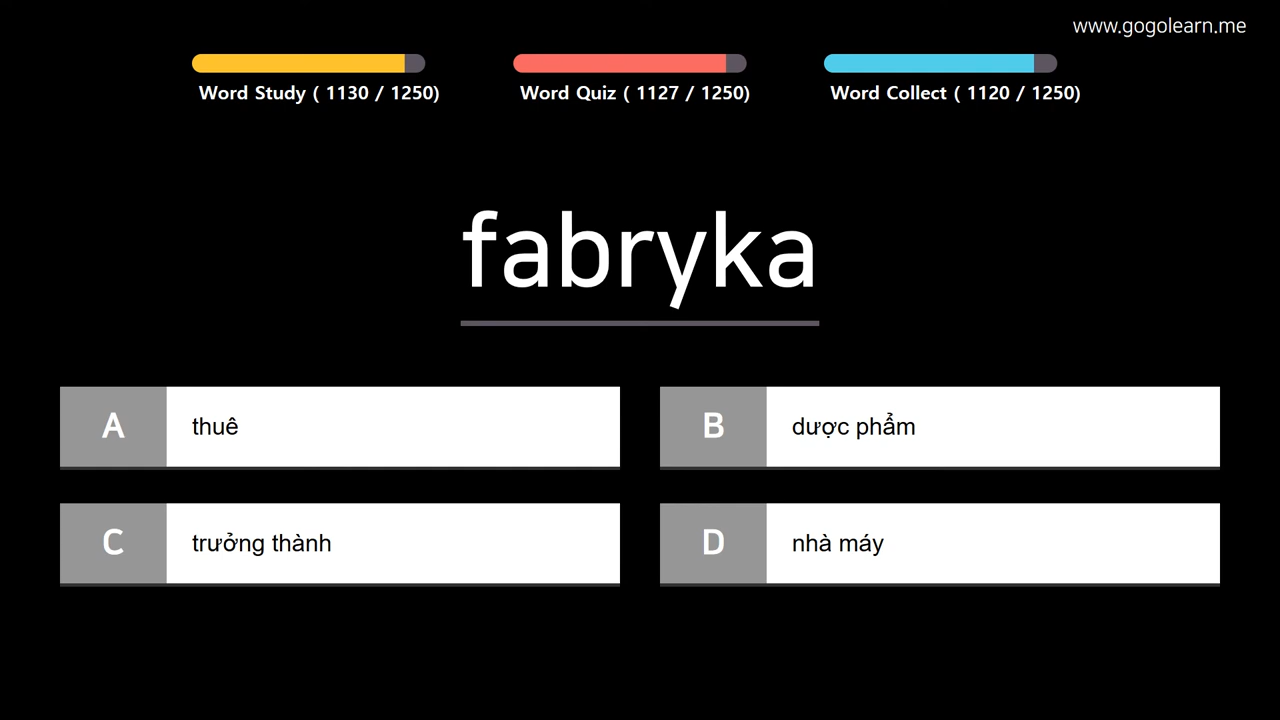 www.gogolearn.me
Word Study ( 1130 / 1250)
Word Quiz ( 1127 / 1250)
Word Collect ( 1120 / 1250)
fabryka
A thuê
B dược phẩm
C trưởng thành
D nhà máy